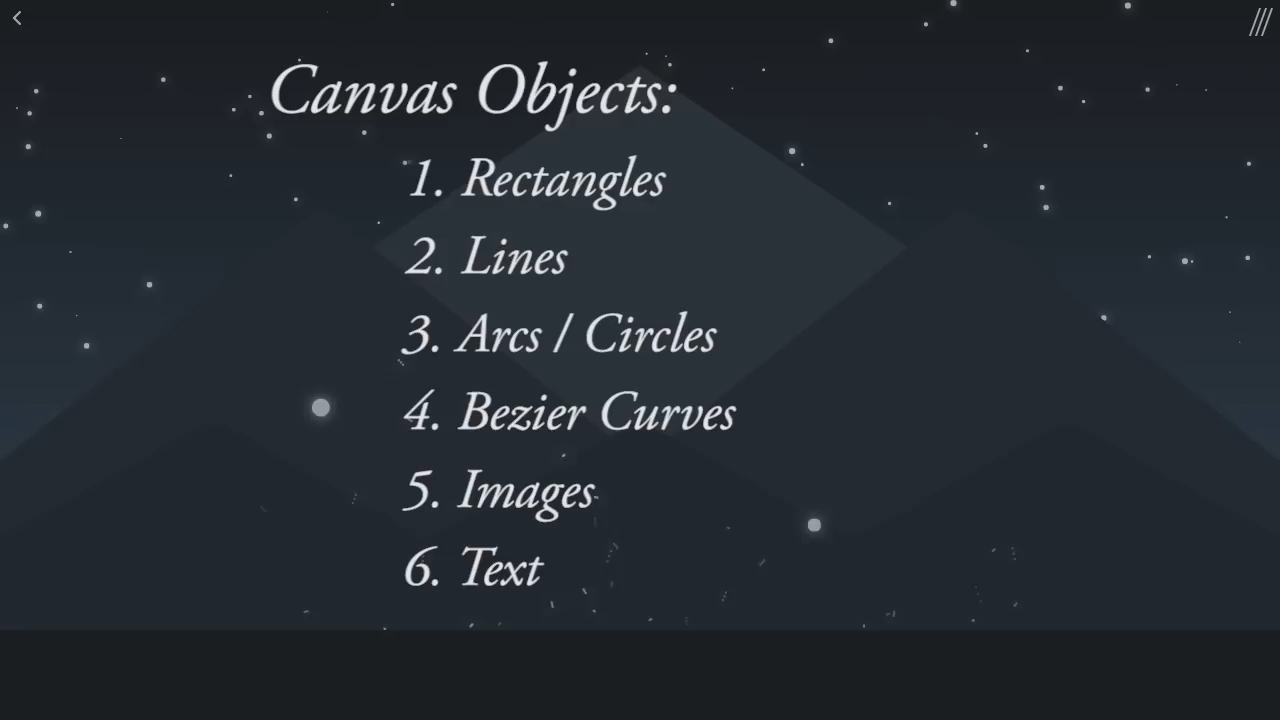 Canvas Objects:
1. Rectangles
2. Lines
3. Arcs / Circles
4. Bezier Curves
5. Images
6. Text